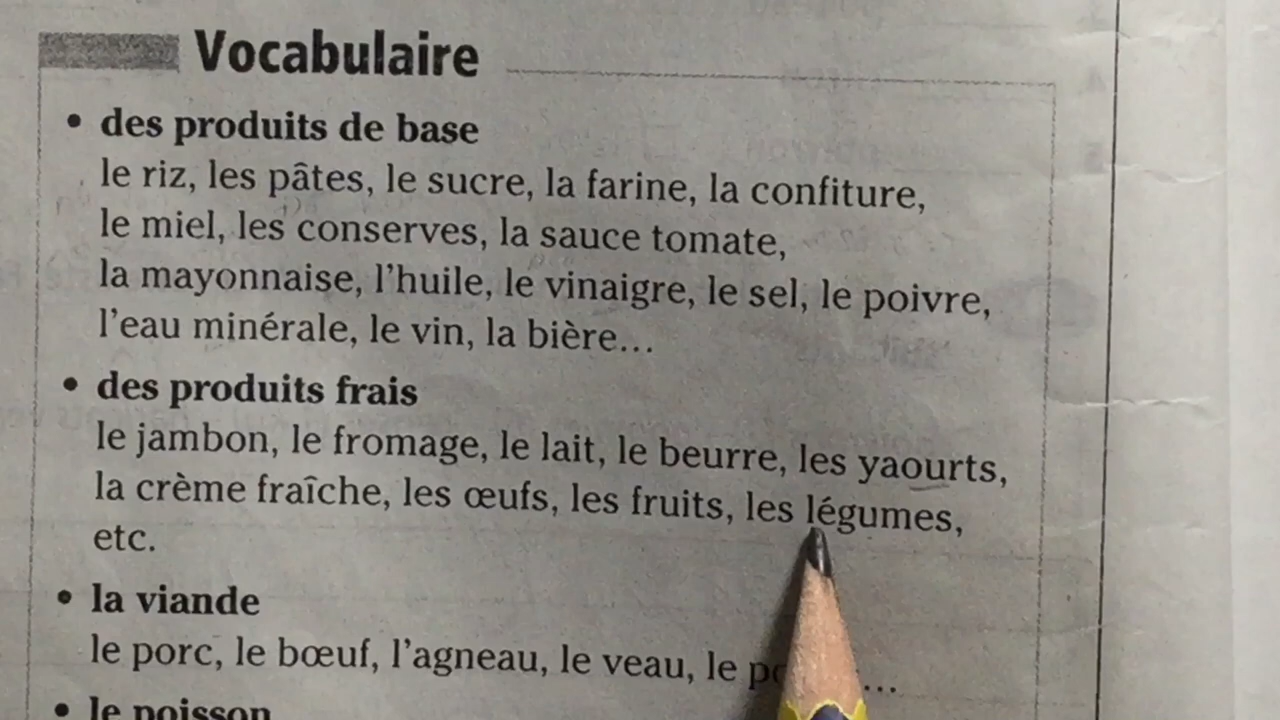 Vocabulaire
• des produits de base
le riz, les pâtes, le sucre, la farine, la confiture,
le miel, les conserves, la sauce tomate,
la mayonnaise, l'huile, le vinaigre, le sel, le poivre,
l'eau minérale, le vin, la bière...
• des produits frais
le jambon, le fromage, le lait, le beurre, les yaourts,
la crème fraîche, les œufs, les fruits, les légumes,
etc.
• la viande
le porc, le bœuf, l'agneau, le veau, le ...
• le poisson